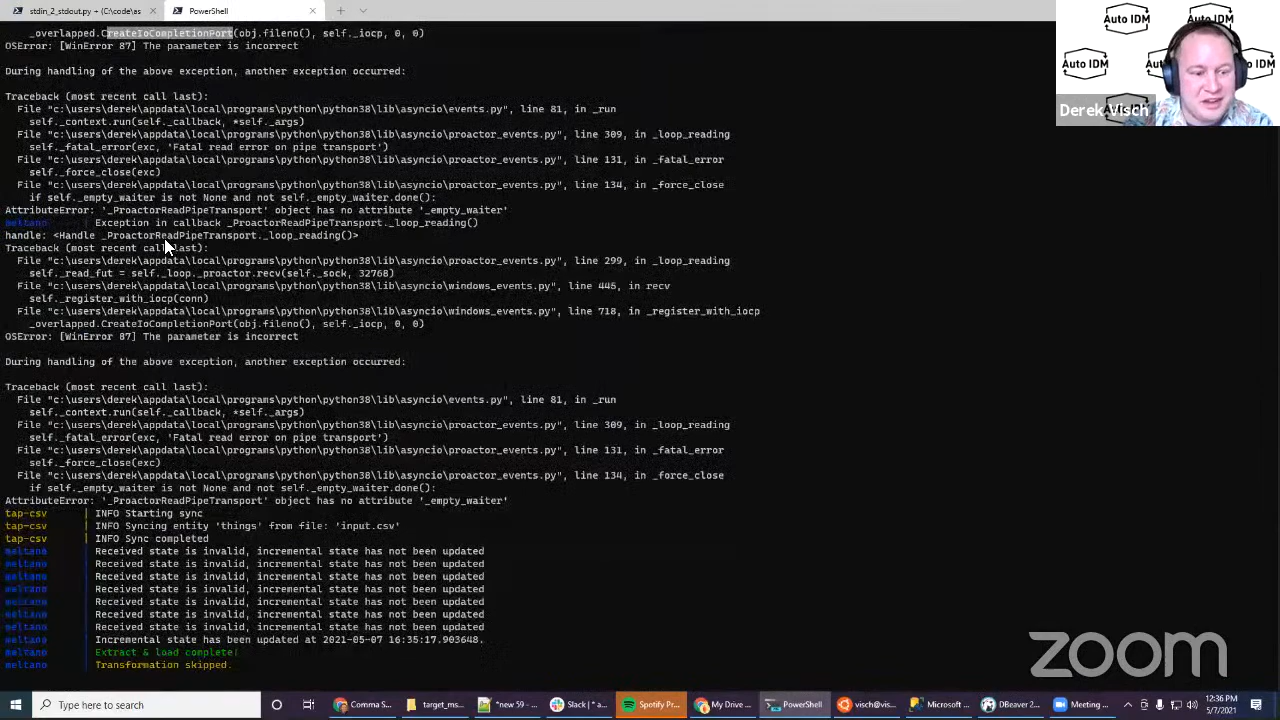 stdin_2_stdout.py + (C:\code\as
PowerShell
_overlapped.CreateIoCompletionPort(obj.fileno(), self._iocp, 0, 0)
OSError: [WinError 87] The parameter is incorrect
During handling of the above exception, another exception occurred:
Traceback (most recent call last):
File "c:\users\derek\appdata\local\programs\python\python38\lib\asyncio\events.py", line 81, in _run
self._context.run(self._callback, *self._args)
File "c:\users\derek\appdata\local\programs\python\python38\lib\asyncio\proactor_events.py", line 309, in _loop_reading
self._fatal_error(exc, 'Fatal read error on pipe transport')
File "c:\users\derek\appdata\local\programs\python\python38\lib\asyncio\proactor_events.py", line 131, in _fatal_error
self._force_close(exc)
File "c:\users\derek\appdata\local\programs\python\python38\lib\asyncio\proactor_events.py", line 134, in _force_close
if self._empty_waiter is not None and not self._empty_waiter.done():
AttributeError: '_ProactorReadPipeTransport' object has no attribute '_empty_waiter'
meltano | Exception in callback _ProactorReadPipeTransport._loop_reading()
handle: <Handle _ProactorReadPipeTransport._loop_reading()>
Traceback (most recent call last):
File "c:\users\derek\appdata\local\programs\python\python38\lib\asyncio\proactor_events.py", line 299, in _loop_reading
self._read_fut = self._loop._proactor.recv(self._sock, 32768)
File "c:\users\derek\appdata\local\programs\python\python38\lib\asyncio\windows_events.py", line 445, in recv
self._register_with_iocp(conn)
File "c:\users\derek\appdata\local\programs\python\python38\lib\asyncio\windows_events.py", line 718, in _register_with_iocp
_overlapped.CreateIoCompletionPort(obj.fileno(), self._iocp, 0, 0)
OSError: [WinError 87] The parameter is incorrect
During handling of the above exception, another exception occurred:
Traceback (most recent call last):
File "c:\users\derek\appdata\local\programs\python\python38\lib\asyncio\events.py", line 81, in _run
self._context.run(self._callback, *self._args)
File "c:\users\derek\appdata\local\programs\python\python38\lib\asyncio\proactor_events.py", line 309, in _loop_reading
self._fatal_error(exc, 'Fatal read error on pipe transport')
File "c:\users\derek\appdata\local\programs\python\python38\lib\asyncio\proactor_events.py", line 131, in _fatal_error
self._force_close(exc)
File "c:\users\derek\appdata\local\programs\python\python38\lib\asyncio\proactor_events.py", line 134, in _force_close
if self._empty_waiter is not None and not self._empty_waiter.done():
AttributeError: '_ProactorReadPipeTransport' object has no attribute '_empty_waiter'
tap-csv | INFO Starting sync
tap-csv | INFO Syncing entity 'things' from file: 'input.csv'
tap-csv | INFO Sync completed
meltano | Received state is invalid, incremental state has not been updated
meltano | Received state is invalid, incremental state has not been updated
meltano | Received state is invalid, incremental state has not been updated
meltano | Received state is invalid, incremental state has not been updated
meltano | Received state is invalid, incremental state has not been updated
meltano | Received state is invalid, incremental state has not been updated
meltano | Received state is invalid, incremental state has not been updated
meltano | Incremental state has been updated at 2021-05-07 16:35:17.903648.
meltano | Extract & load complete!
meltano | Transformation skipped.
Auto IDM
Auto IDM
Auto IDM
Auto IDM
Derek Visch
zoom
Type here to search
Comma S...
target_ms...
*new 59 - ...
Slack | * a...
Spotify Pr...
My Drive ...
PowerShell
visch@vi...
Microsoft ...
DBeaver 2...
Meeting ...
12:36 PM
5/7/2021